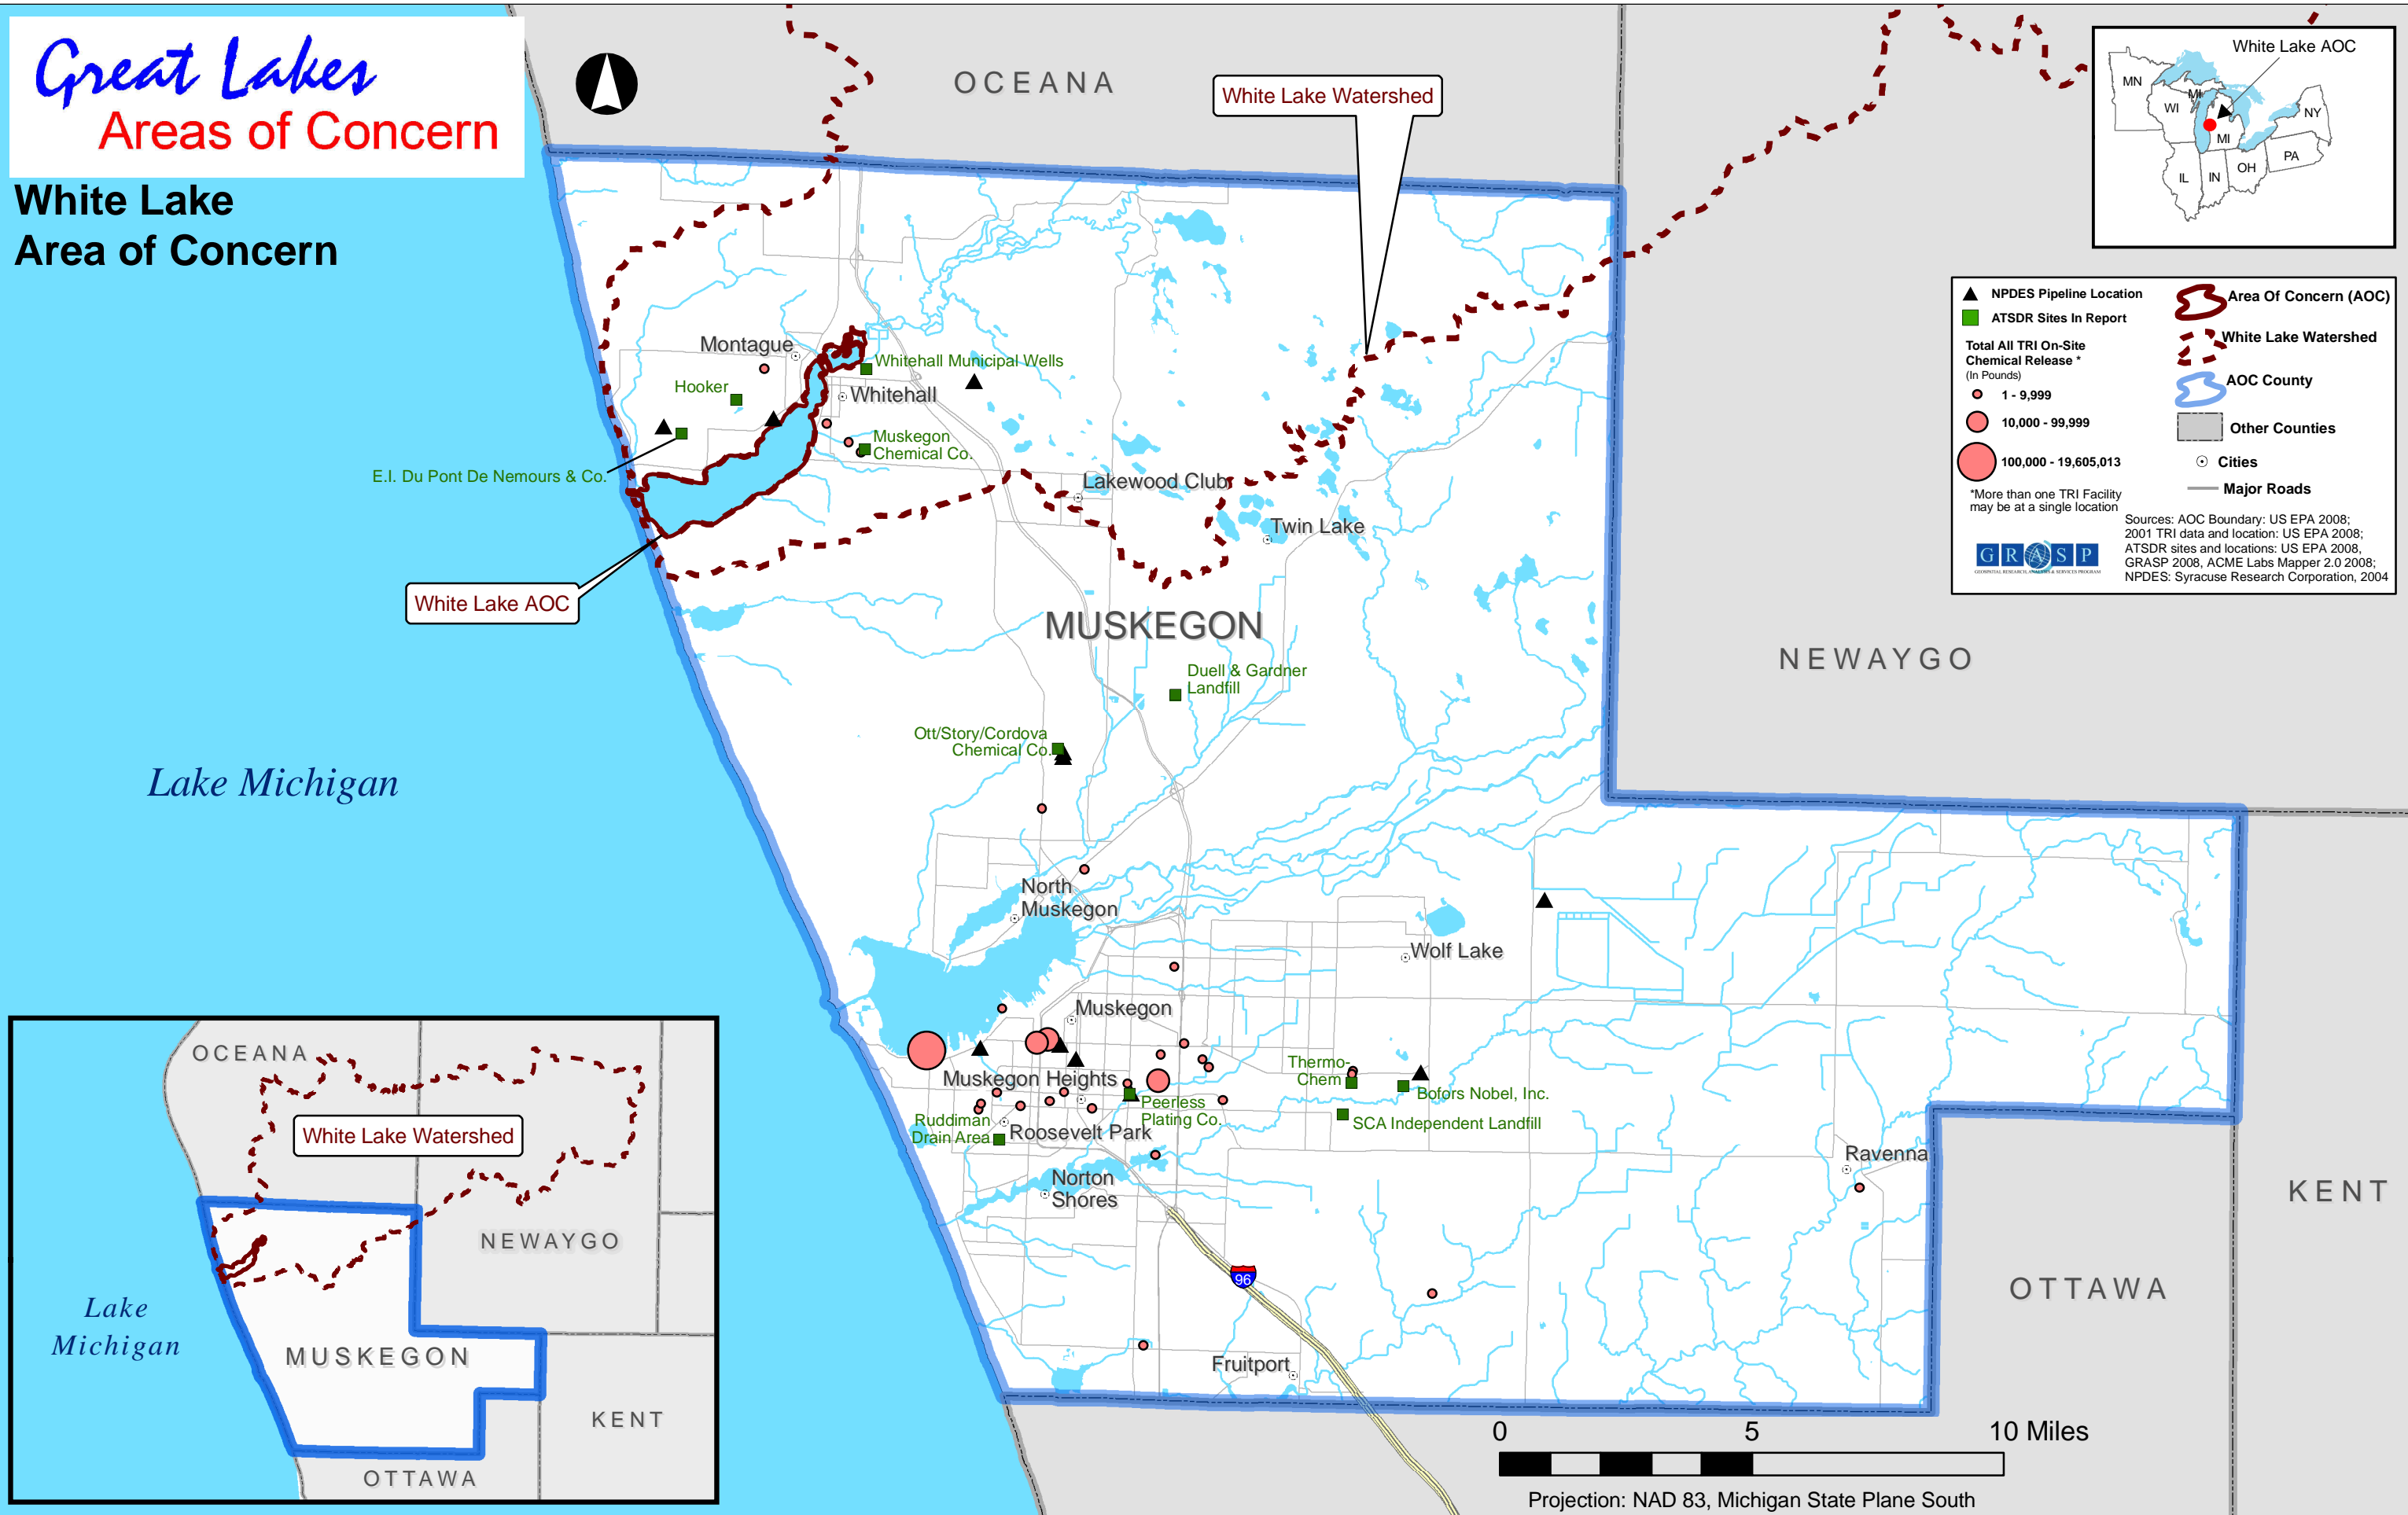 Great Lakes
Areas of Concern
White Lake
Area of Concern
OCEANA
White Lake Watershed
White Lake AOC
MN
WI
MI
MI
NY
PA
IL
IN
OH
NPDES Pipeline Location
ATSDR Sites In Report
Total All TRI On-Site
Chemical Release *
(In Pounds)
1 - 9,999
10,000 - 99,999
100,000 - 19,605,013
*More than one TRI Facility
may be at a single location
Area Of Concern (AOC)
White Lake Watershed
AOC County
Other Counties
Cities
Major Roads
Sources: AOC Boundary: US EPA 2008;
2001 TRI data and location: US EPA 2008;
ATSDR sites and locations: US EPA 2008,
GRASP 2008, ACME Labs Mapper 2.0 2008;
NPDES: Syracuse Research Corporation, 2004
GRASP
GEOSPATIAL RESEARCH, ANALYSIS & SERVICES PROGRAM
Montague
Whitehall Municipal Wells
Hooker
Whitehall
Muskegon
Chemical Co.
E.I. Du Pont De Nemours & Co.
Lakewood Club
Twin Lake
White Lake AOC
MUSKEGON
NEWAYGO
Duell & Gardner
Landfill
Ott/Story/Cordova
Chemical Co.
Lake Michigan
North
Muskegon
Wolf Lake
Muskegon
Thermo-
Chem
Muskegon Heights
Bofors Nobel, Inc.
Peerless
Plating Co.
SCA Independent Landfill
Ruddiman
Drain Area
Roosevelt Park
Ravenna
Norton
Shores
KENT
96
OTTAWA
Fruitport
0
5
10 Miles
Projection: NAD 83, Michigan State Plane South
OCEANA
White Lake Watershed
NEWAYGO
Lake
Michigan
MUSKEGON
KENT
OTTAWA